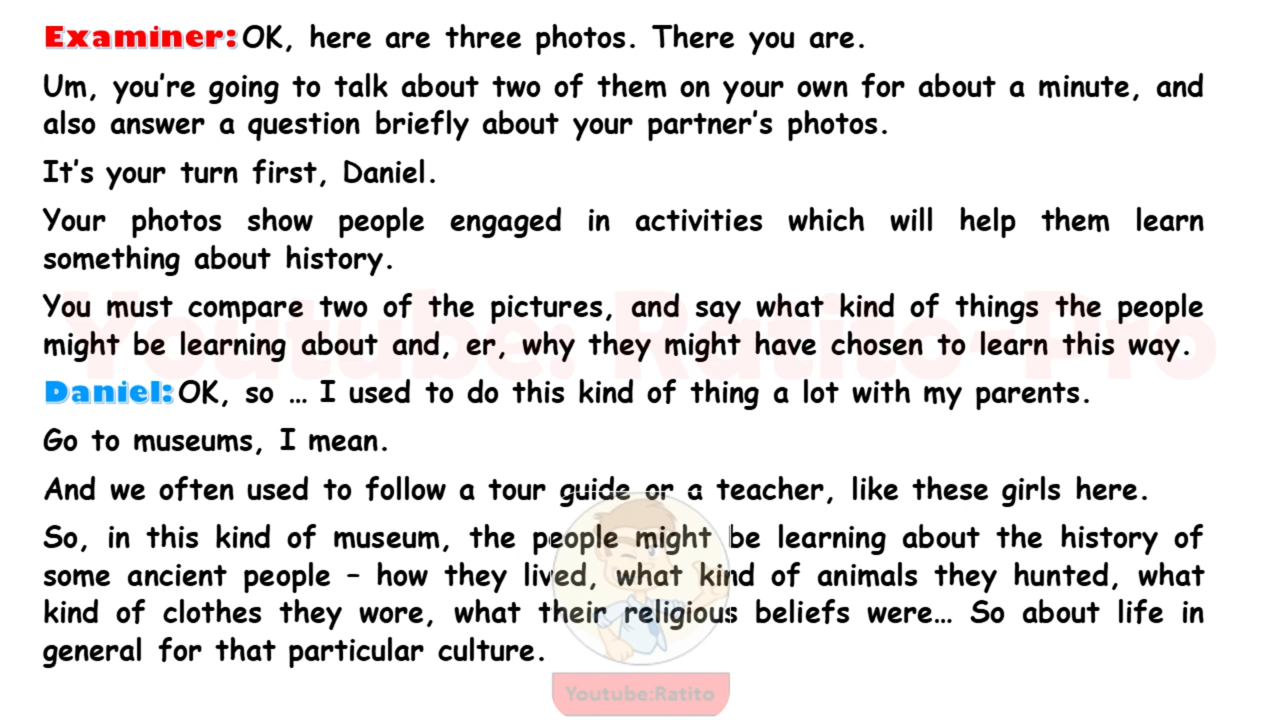 Examiner: OK, here are three photos. There you are.
Um, you're going to talk about two of them on your own for about a minute, and
also answer a question briefly about your partner's photos.
It's your turn first, Daniel.
Your photos show people engaged in activities which will help them learn
something about history.
You must compare two of the pictures, and say what kind of things the people
might be learning about and, er, why they might have chosen to learn this way.
Youtube: Ratito-Pro
Daniel: OK, so … I used to do this kind of thing a lot with my parents.
Go to museums, I mean.
And we often used to follow a tour guide or a teacher, like these girls here.
So, in this kind of museum, the people might be learning about the history of
some ancient people – how they lived, what kind of animals they hunted, what
kind of clothes they wore, what their religious beliefs were… So about life in
general for that particular culture.
Youtube:Ratito